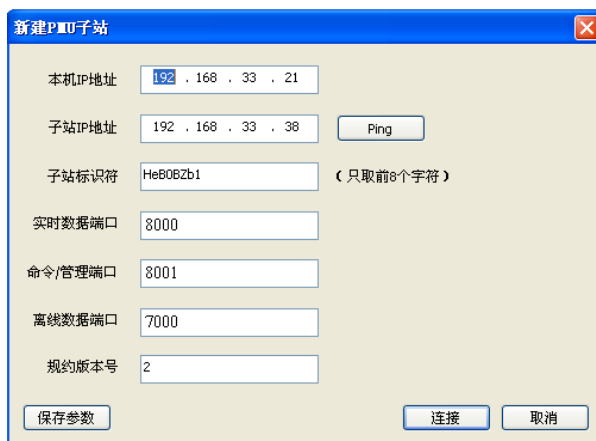 新建PMU子站
本机IP地址 192 . 168 . 33 . 21
子站IP地址 192 . 168 . 33 . 38 Ping
子站标识符 HeB0BZb1 (只取前8个字符)
实时数据端口 8000
命令/管理端口 8001
离线数据端口 7000
规约版本号 2
保存参数 连接 取消